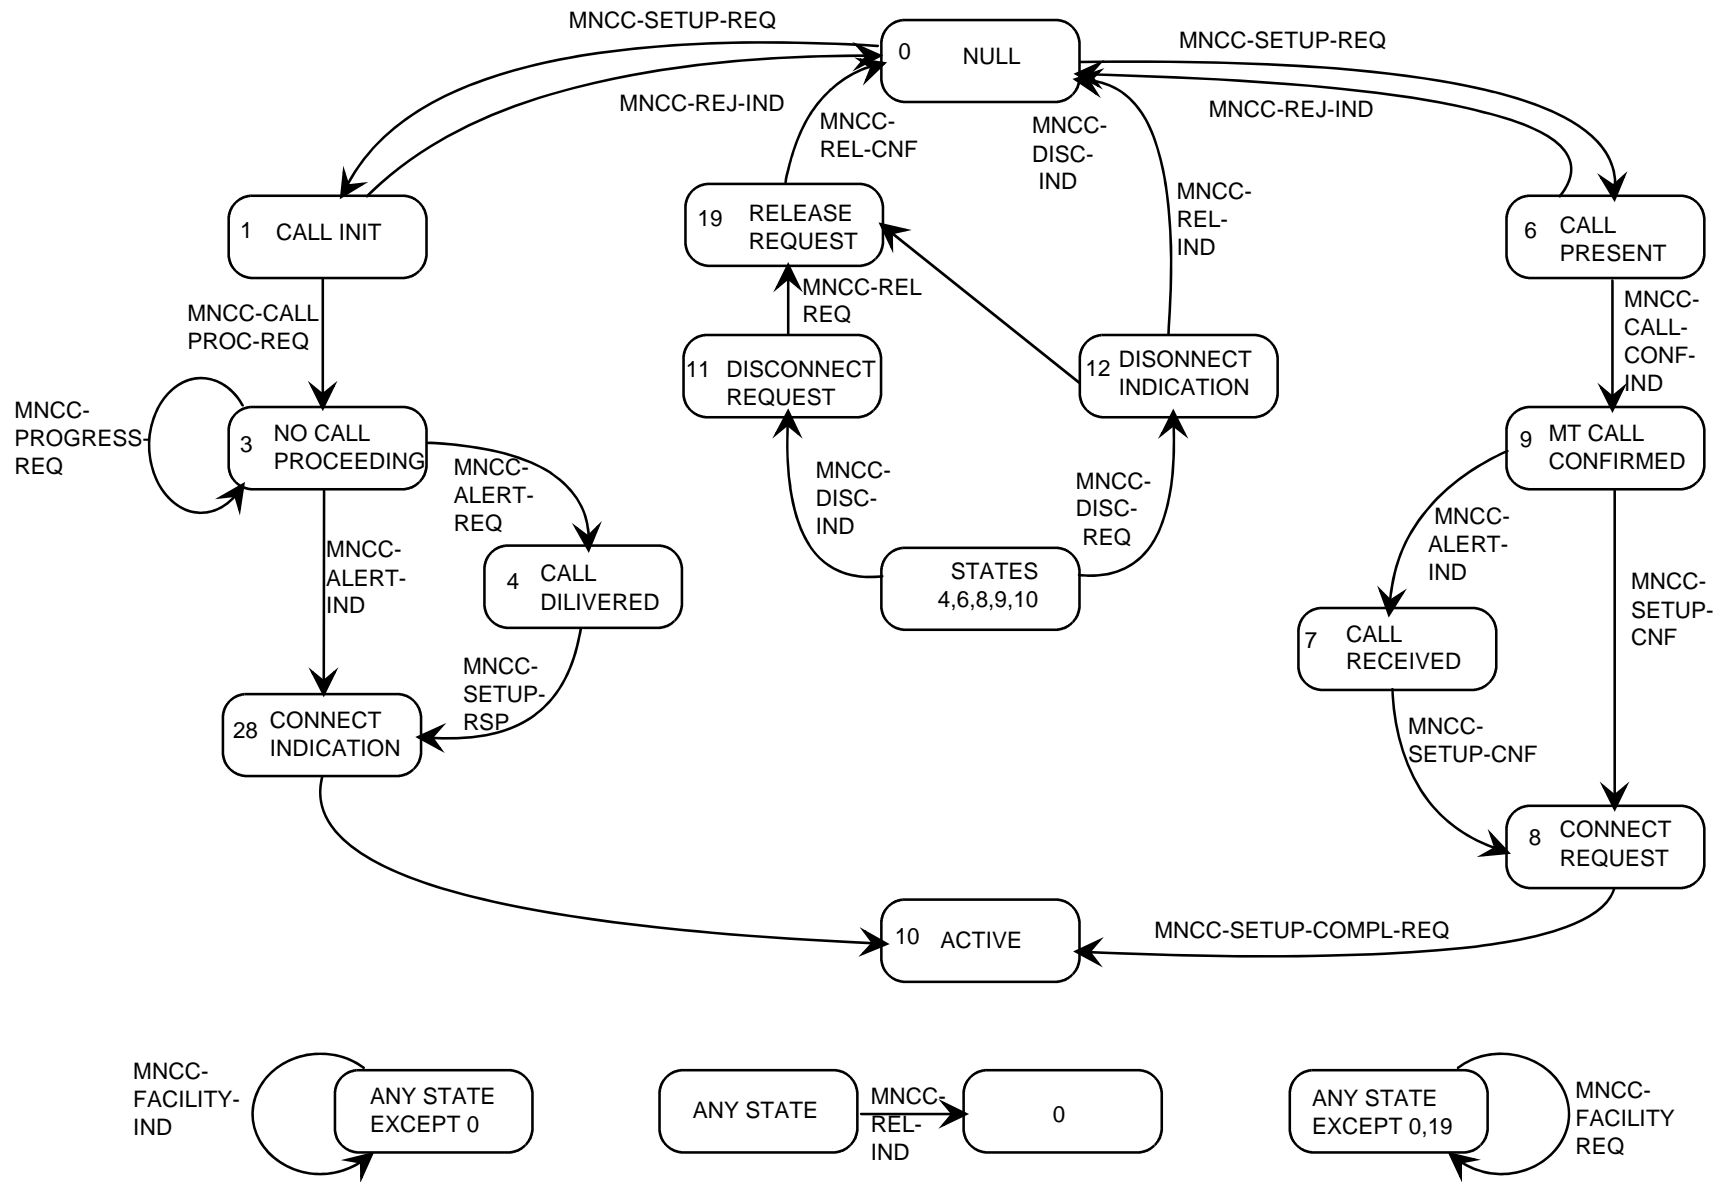 MNCC-SETUP-REQ
0 NULL
MNCC-SETUP-REQ
MNCC-REJ-IND
MNCC-
REL-CNF
MNCC-
DISC-
IND
MNCC-REJ-IND
1 CALL INIT
19 RELEASE
REQUEST
MNCC-
REL-
IND
6 CALL
PRESENT
MNCC-CALL
PROC-REQ
MNCC-REL
REQ
MNCC-
CALL-
CONF-
IND
11 DISCONNECT
REQUEST
12 DISONNECT
INDICATION
MNCC-
PROGRESS-
REQ
3 NO CALL
PROCEEDING
MNCC-
ALERT-
REQ
MNCC-
DISC-
IND
MNCC-
DISC-
REQ
9 MT CALL
CONFIRMED
MNCC-
ALERT-
IND
MNCC-
ALERT-
IND
4 CALL
DILIVERED
STATES
4,6,8,9,10
MNCC-
SETUP-
CNF
7 CALL
RECEIVED
MNCC-
SETUP-
RSP
28 CONNECT
INDICATION
MNCC-
SETUP-CNF
8 CONNECT
REQUEST
10 ACTIVE
MNCC-SETUP-COMPL-REQ
MNCC-
FACILITY-
IND
ANY STATE
EXCEPT 0
ANY STATE
MNCC-
REL-
IND
0
ANY STATE
EXCEPT 0,19
MNCC-
FACILITY
REQ